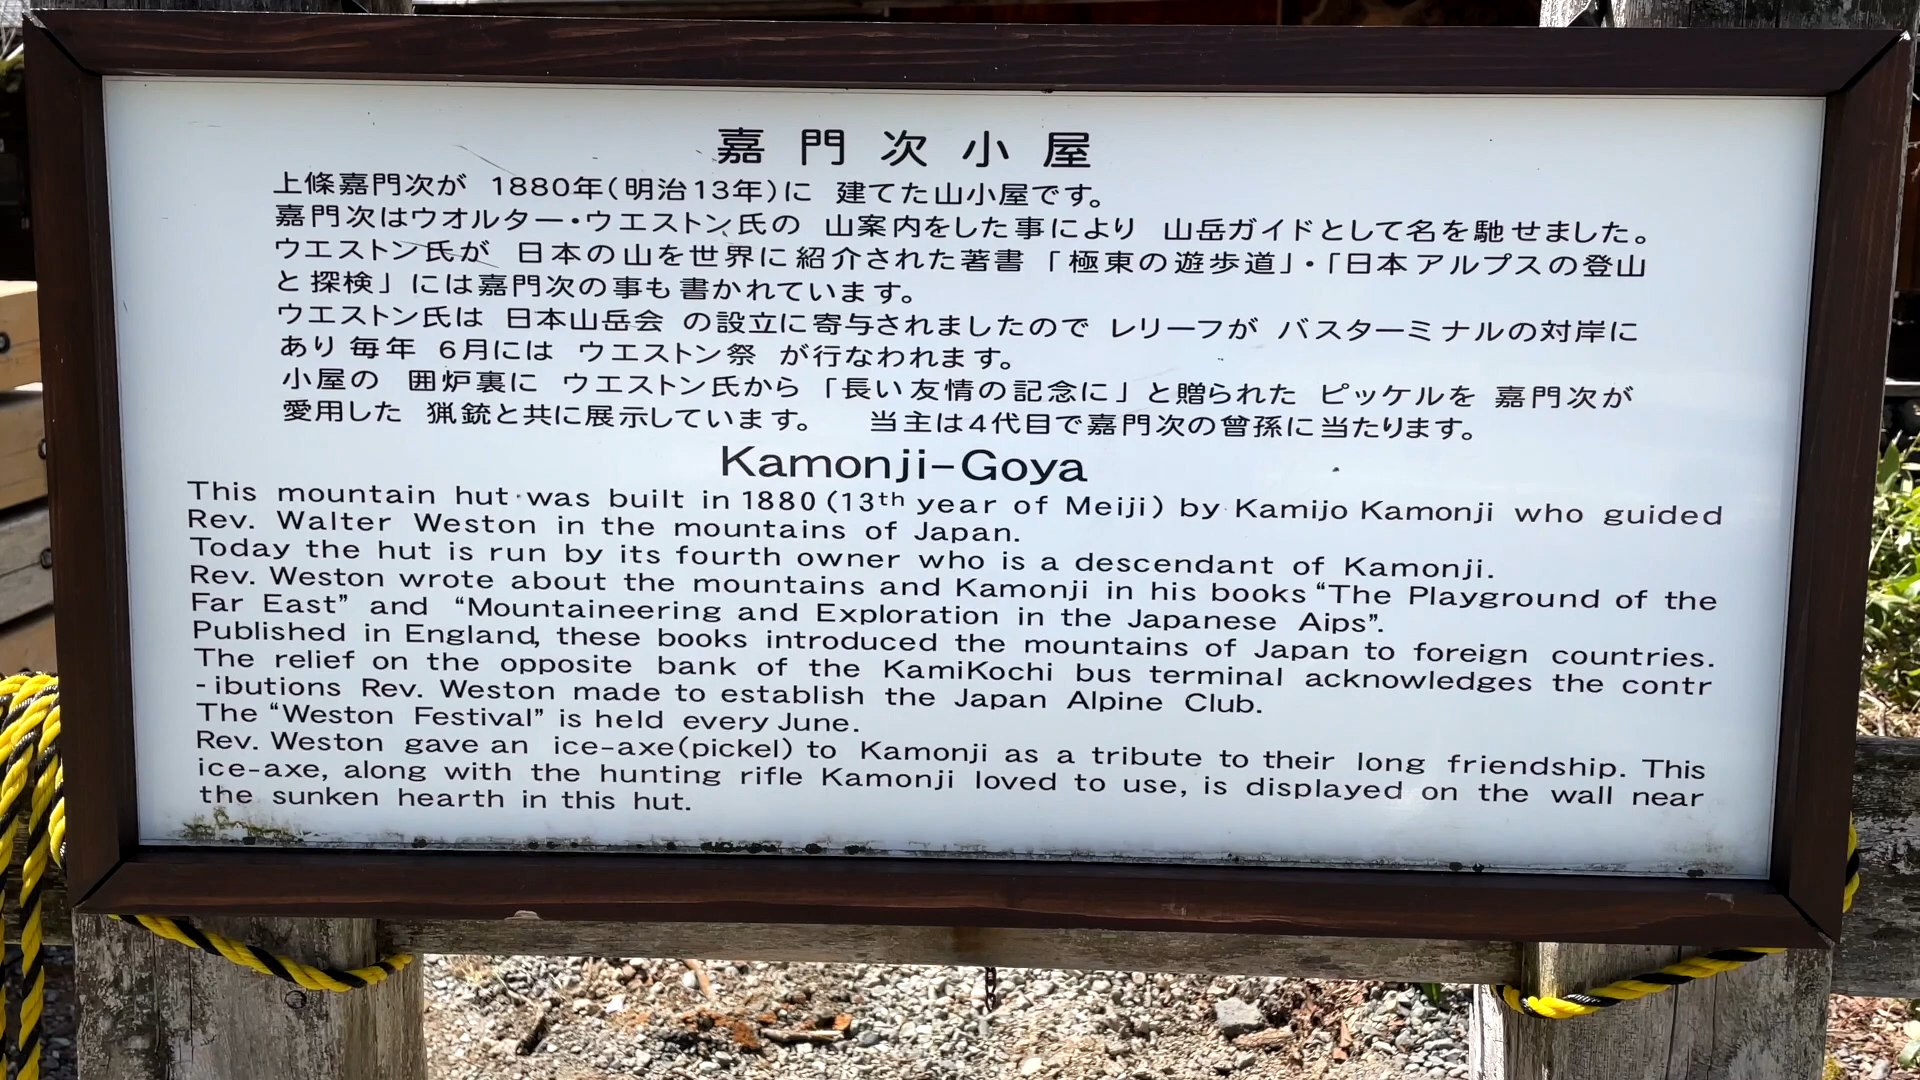 嘉門次小屋
上條嘉門次が 1880年(明治13年)に 建てた山小屋です。
嘉門次はウオルター・ウエストン氏の 山案内をした事により 山岳ガイドとして名を馳せました。
ウエストン氏が 日本の山を世界に紹介された著書「極東の遊歩道」・「日本アルプスの登山
と探検」には嘉門次の事も書かれています。
ウエストン氏は 日本山岳会 の設立に寄与されましたので レリーフが バスターミナルの対岸に
あり毎年 6月には ウエストン祭 が行なわれます。
小屋の 囲炉裏に ウエストン氏から「長い友情の記念に」と贈られた ピッケルを 嘉門次が
愛用した 猟銃と共に展示しています。 当主は4代目で嘉門次の曾孫に当たります。
Kamonji-Goya
This mountain hut was built in 1880 (13th year of Meiji) by Kamijo Kamonji who guided
Rev. Walter Weston in the mountains of Japan.
Today the hut is run by its fourth owner who is a descendant of Kamonji.
Rev. Weston wrote about the mountains and Kamonji in his books “The Playground of the
Far East” and “Mountaineering and Exploration in the Japanese Aips”.
Published in England, these books introduced the mountains of Japan to foreign countries.
The relief on the opposite bank of the KamiKochi bus terminal acknowledges the contr
-ibutions Rev. Weston made to establish the Japan Alpine Club.
The “Weston Festival” is held every June.
Rev. Weston gave an ice-axe(pickel) to Kamonji as a tribute to their long friendship. This
ice-axe, along with the hunting rifle Kamonji loved to use, is displayed on the wall near
the sunken hearth in this hut.